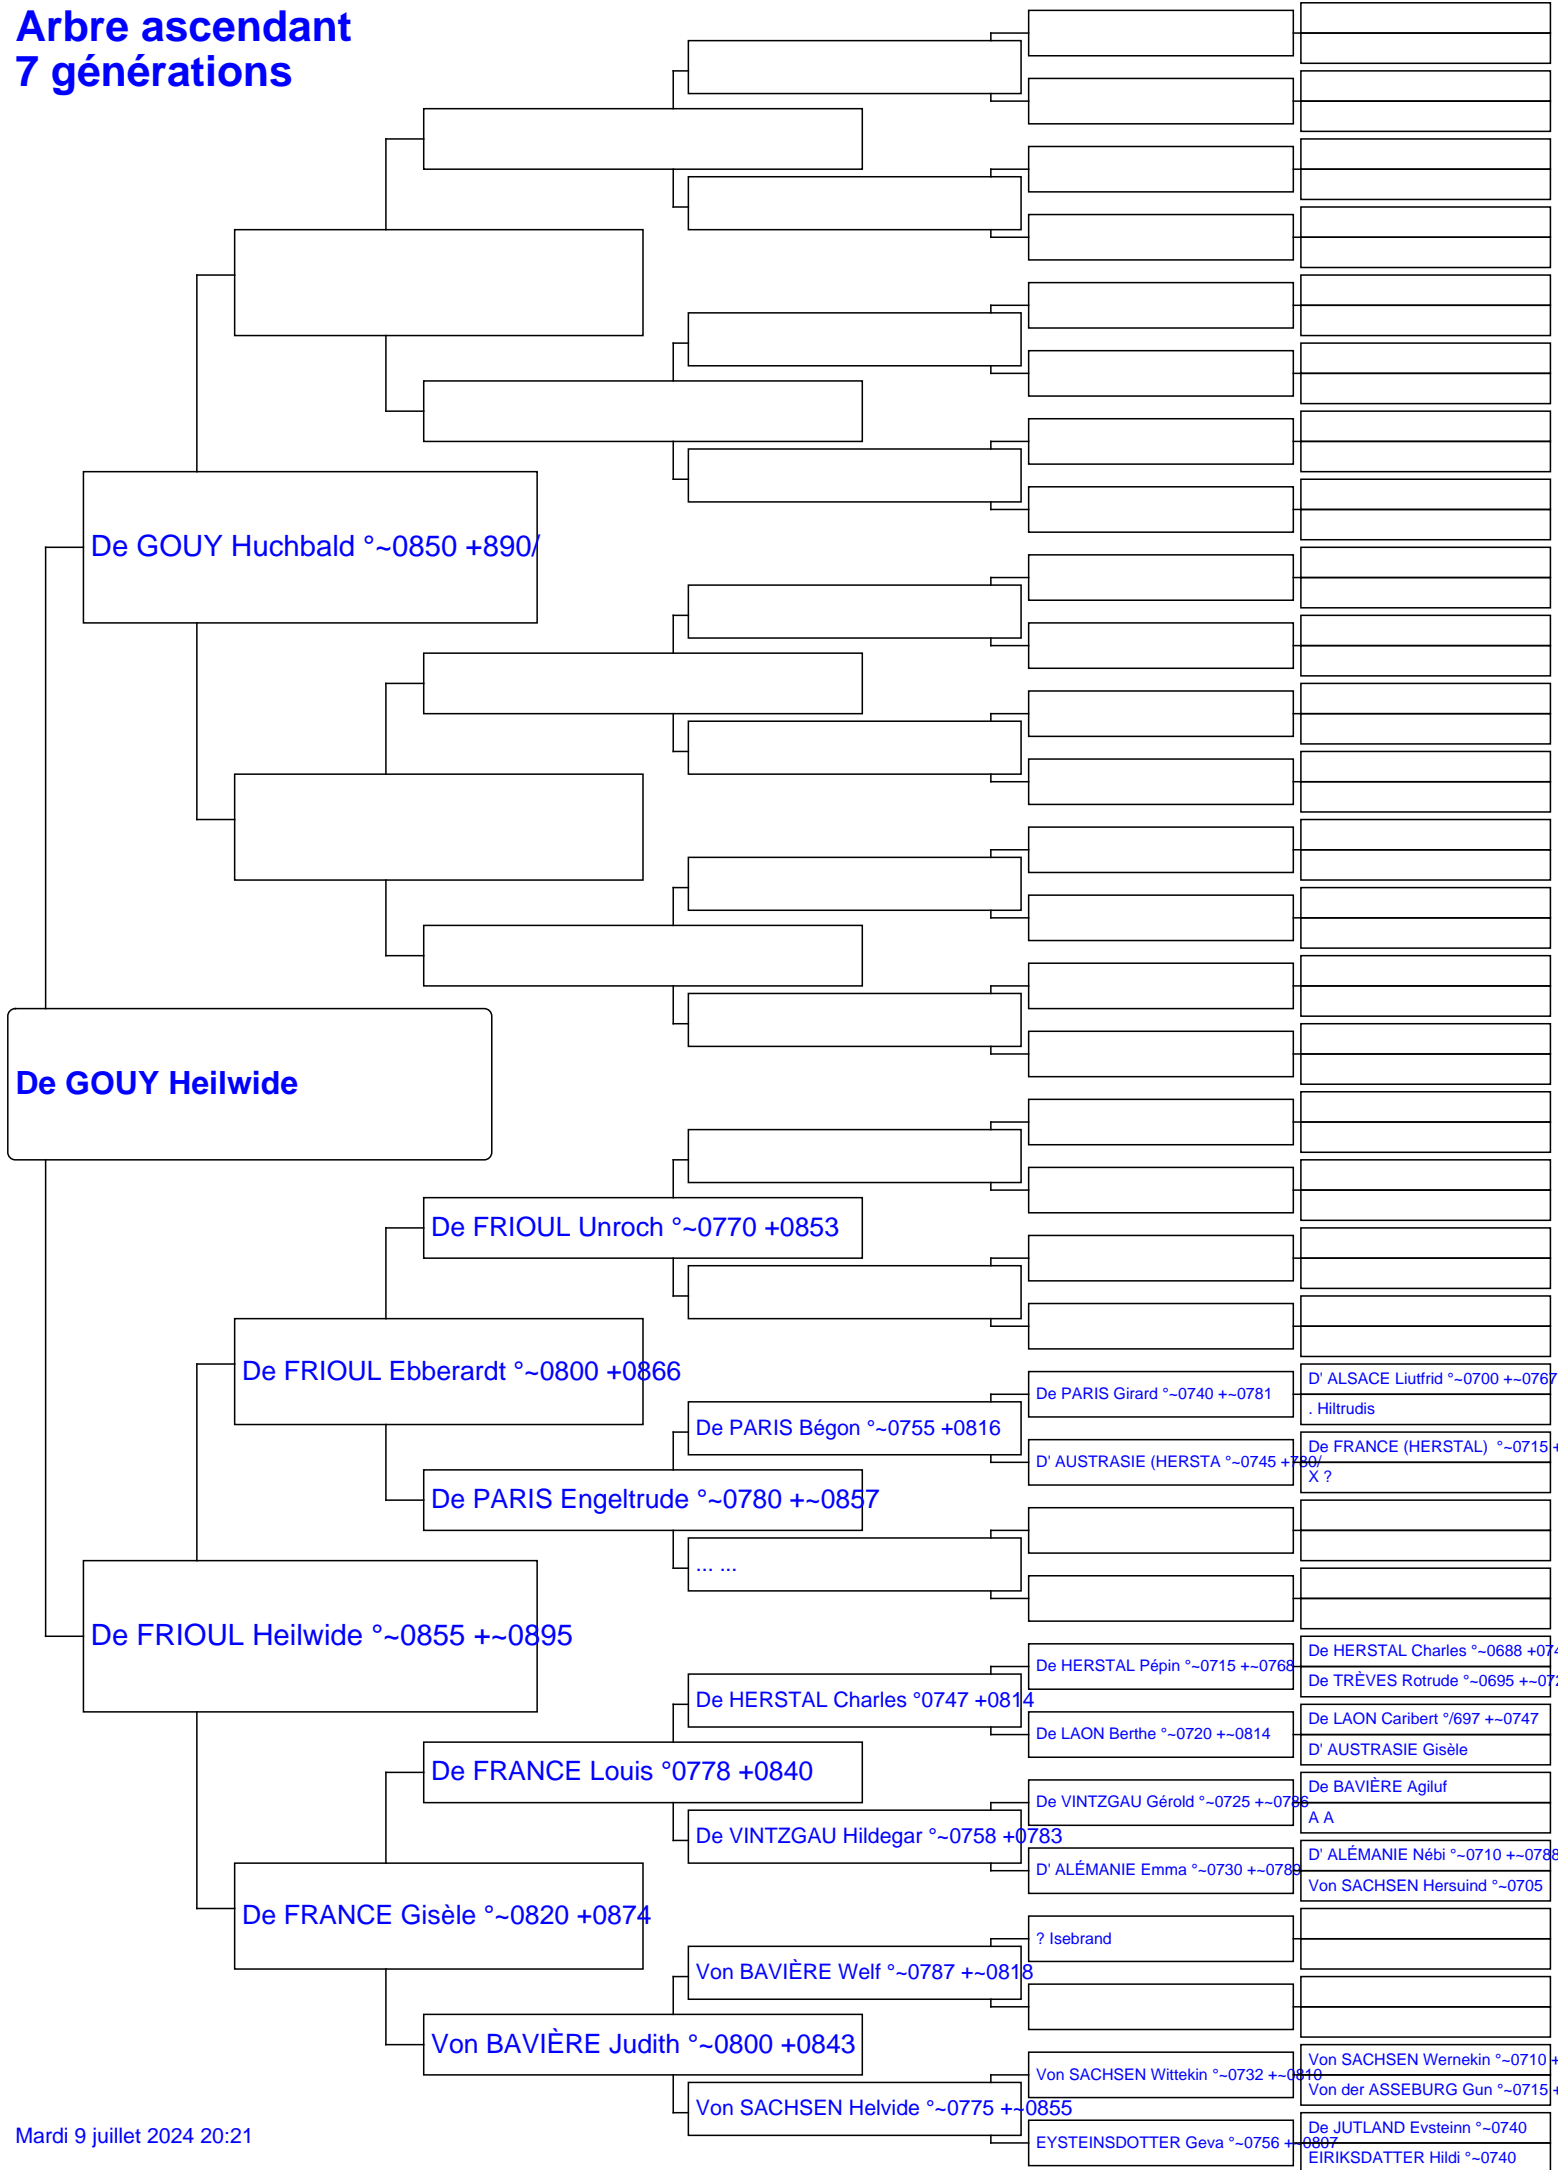 Arbre ascendant
7 générations
De GOUY Huchbald °~0850 +890/
De GOUY Heilwide
De FRIOUL Unroch °~0770 +0853
De FRIOUL Ebberardt °~0800 +0866
De PARIS Girard °~0740 +~0781
D' ALSACE Liutfrid °~0700 +~0767
. Hiltrudis
De PARIS Bégon °~0755 +0816
D' AUSTRASIE (HERSTA °~0745 +780/
De FRANCE (HERSTAL) °~0715 +
X ?
De PARIS Engeltrude °~0780 +~0857
... ...
De FRIOUL Heilwide °~0855 +~0895
De HERSTAL Pépin °~0715 +~0768
De HERSTAL Charles °~0688 +074
De TRÈVES Rotrude °~0695 +~072
De HERSTAL Charles °0747 +0814
De LAON Berthe °~0720 +~0814
De LAON Caribert °/697 +~0747
D' AUSTRASIE Gisèle
De FRANCE Louis °0778 +0840
De VINTZGAU Gérold °~0725 +~0786
De BAVIÈRE Agiluf
A A
De VINTZGAU Hildegar °~0758 +0783
D' ALÉMANIE Emma °~0730 +~0789
D' ALÉMANIE Nébi °~0710 +~0788
Von SACHSEN Hersuind °~0705
De FRANCE Gisèle °~0820 +0874
? Isebrand
Von BAVIÈRE Welf °~0787 +~0818
Von BAVIÈRE Judith °~0800 +0843
Von SACHSEN Wittekin °~0732 +~0810
Von SACHSEN Wernekin °~0710 +
Von der ASSEBURG Gun °~0715 +
Von SACHSEN Helvide °~0775 +~0855
EYSTEINSDOTTER Geva °~0756 +~0807
De JUTLAND Evsteinn °~0740
EIRIKSDATTER Hildi °~0740
Mardi 9 juillet 2024 20:21